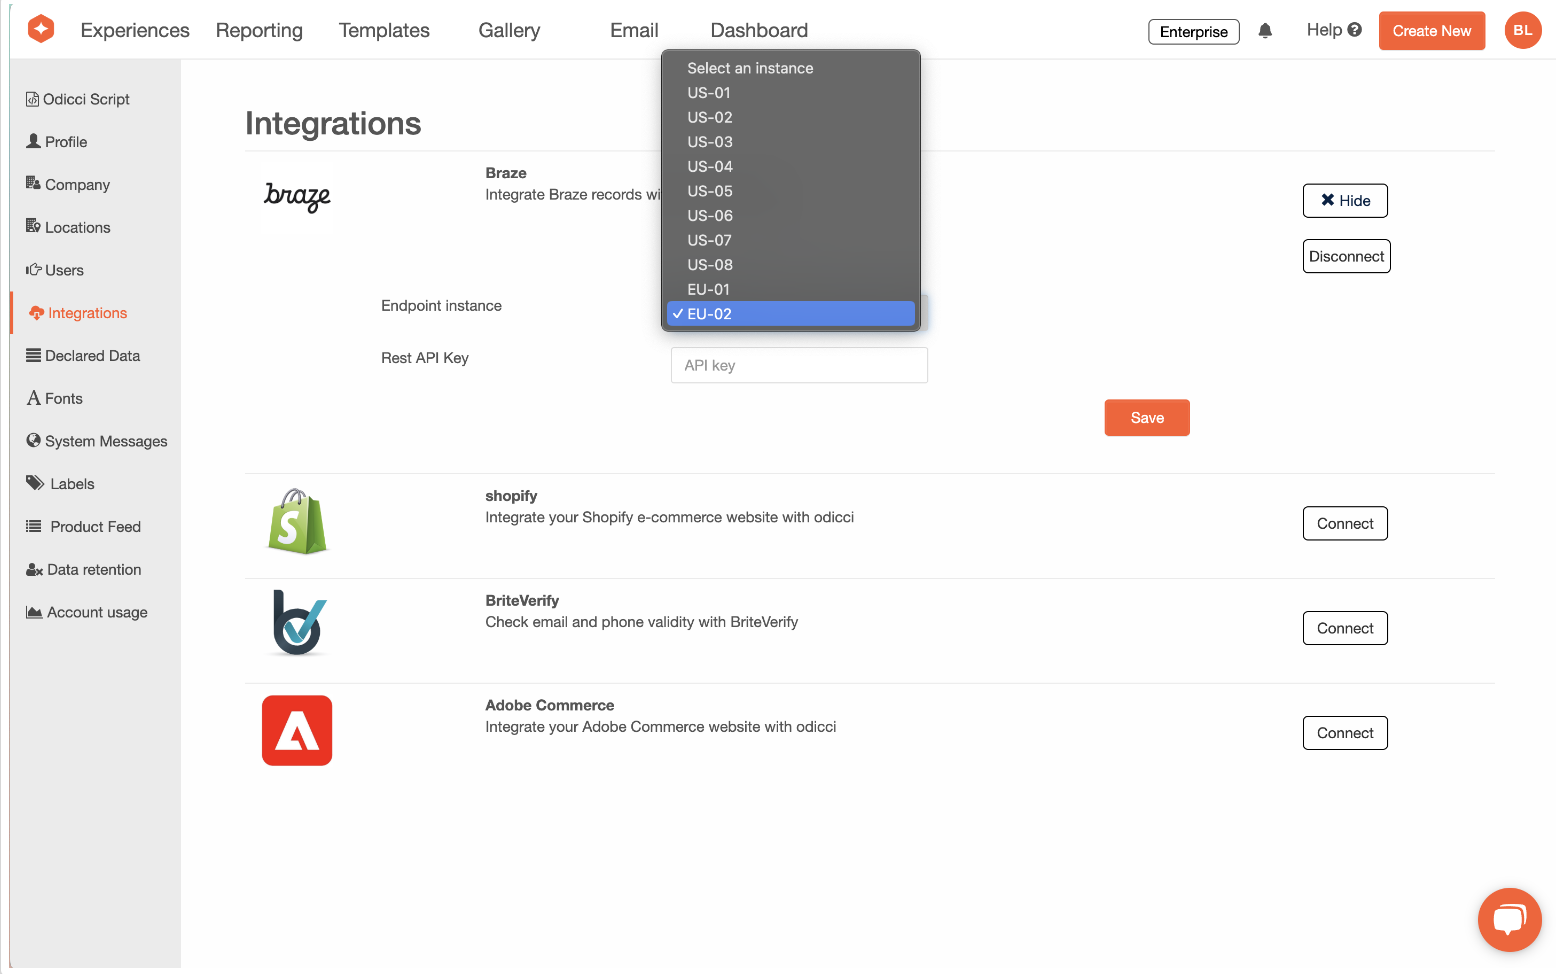 Experiences Reporting Templates Gallery Email Dashboard Enterprise Help Create New BL
Odicci Script
Profile
Company
Locations
Users
Integrations
Declared Data
Fonts
System Messages
Labels
Product Feed
Data retention
Account usage
Integrations
braze
Braze
Integrate Braze records wi
Hide
Disconnect
Select an instance
US-01
US-02
US-03
US-04
US-05
US-06
US-07
US-08
EU-01
✓ EU-02
Endpoint instance
Rest API Key
API key
Save
shopify
Integrate your Shopify e-commerce website with odicci
Connect
BriteVerify
Check email and phone validity with BriteVerify
Connect
Adobe Commerce
Integrate your Adobe Commerce website with odicci
Connect